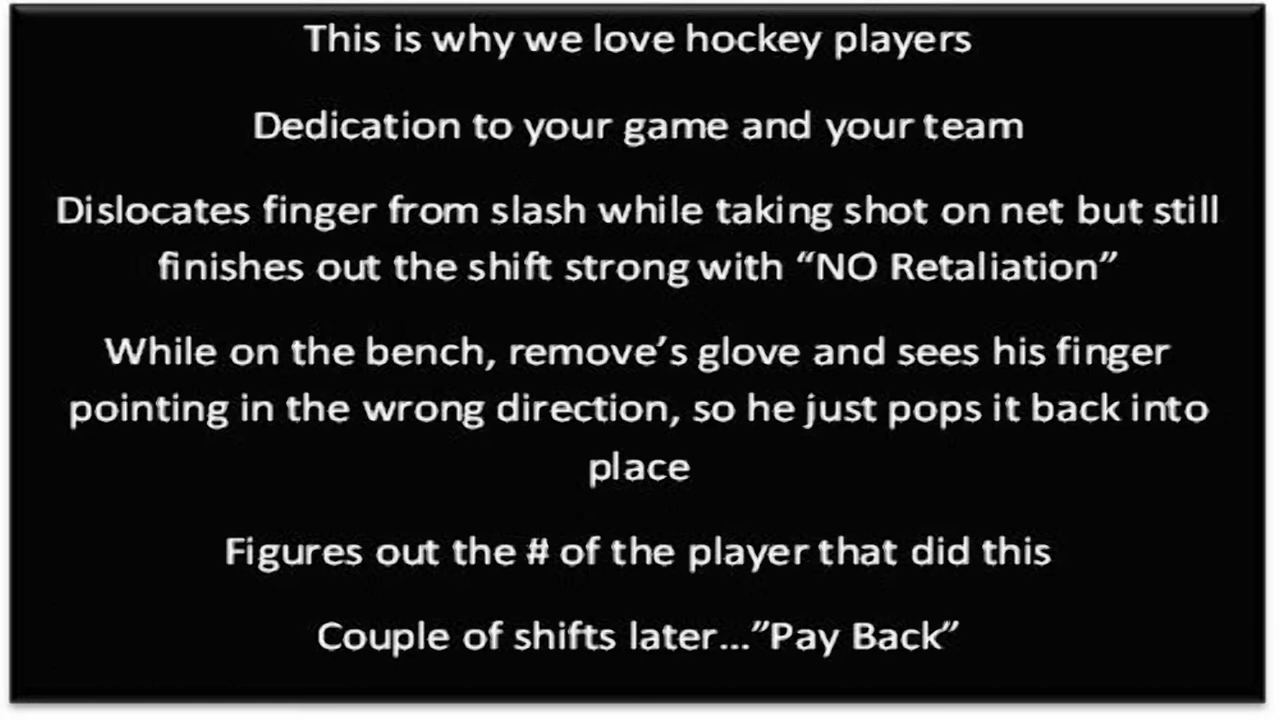 This is why we love hockey players
Dedication to your game and your team
Dislocates finger from slash while taking shot on net but still
finishes out the shift strong with “NO Retaliation”
While on the bench, remove’s glove and sees his finger
pointing in the wrong direction, so he just pops it back into
place
Figures out the # of the player that did this
Couple of shifts later…”Pay Back”